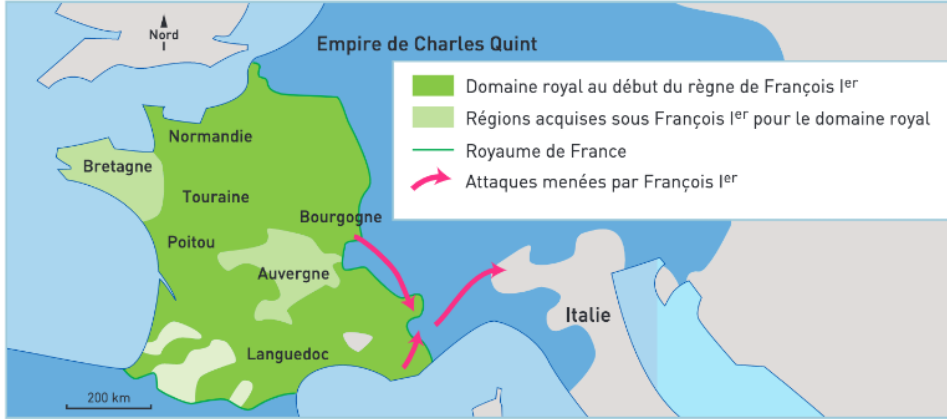 Nord
Empire de Charles Quint
Domaine royal au début du règne de François Ier
Régions acquises sous François Ier pour le domaine royal
Royaume de France
Attaques menées par François Ier
Normandie
Bretagne
Touraine
Bourgogne
Poitou
Auvergne
Italie
Languedoc
200 km